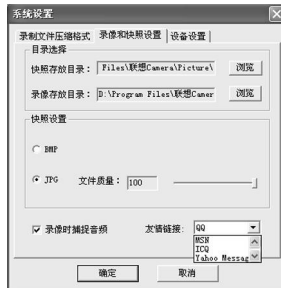 系统设置
录制文件压缩格式 录像和快照设置 设备设置
目录选择
快照存放目录： Files\联想Camera\Picture\ 浏览
录像存放目录： D:\Program Files\联想Camer 浏览
快照设置
BMP
JPG 文件质量： 100
录像时捕捉音频 友情链接: QQ
MSN
ICQ
Yahoo Messag
确定 取消